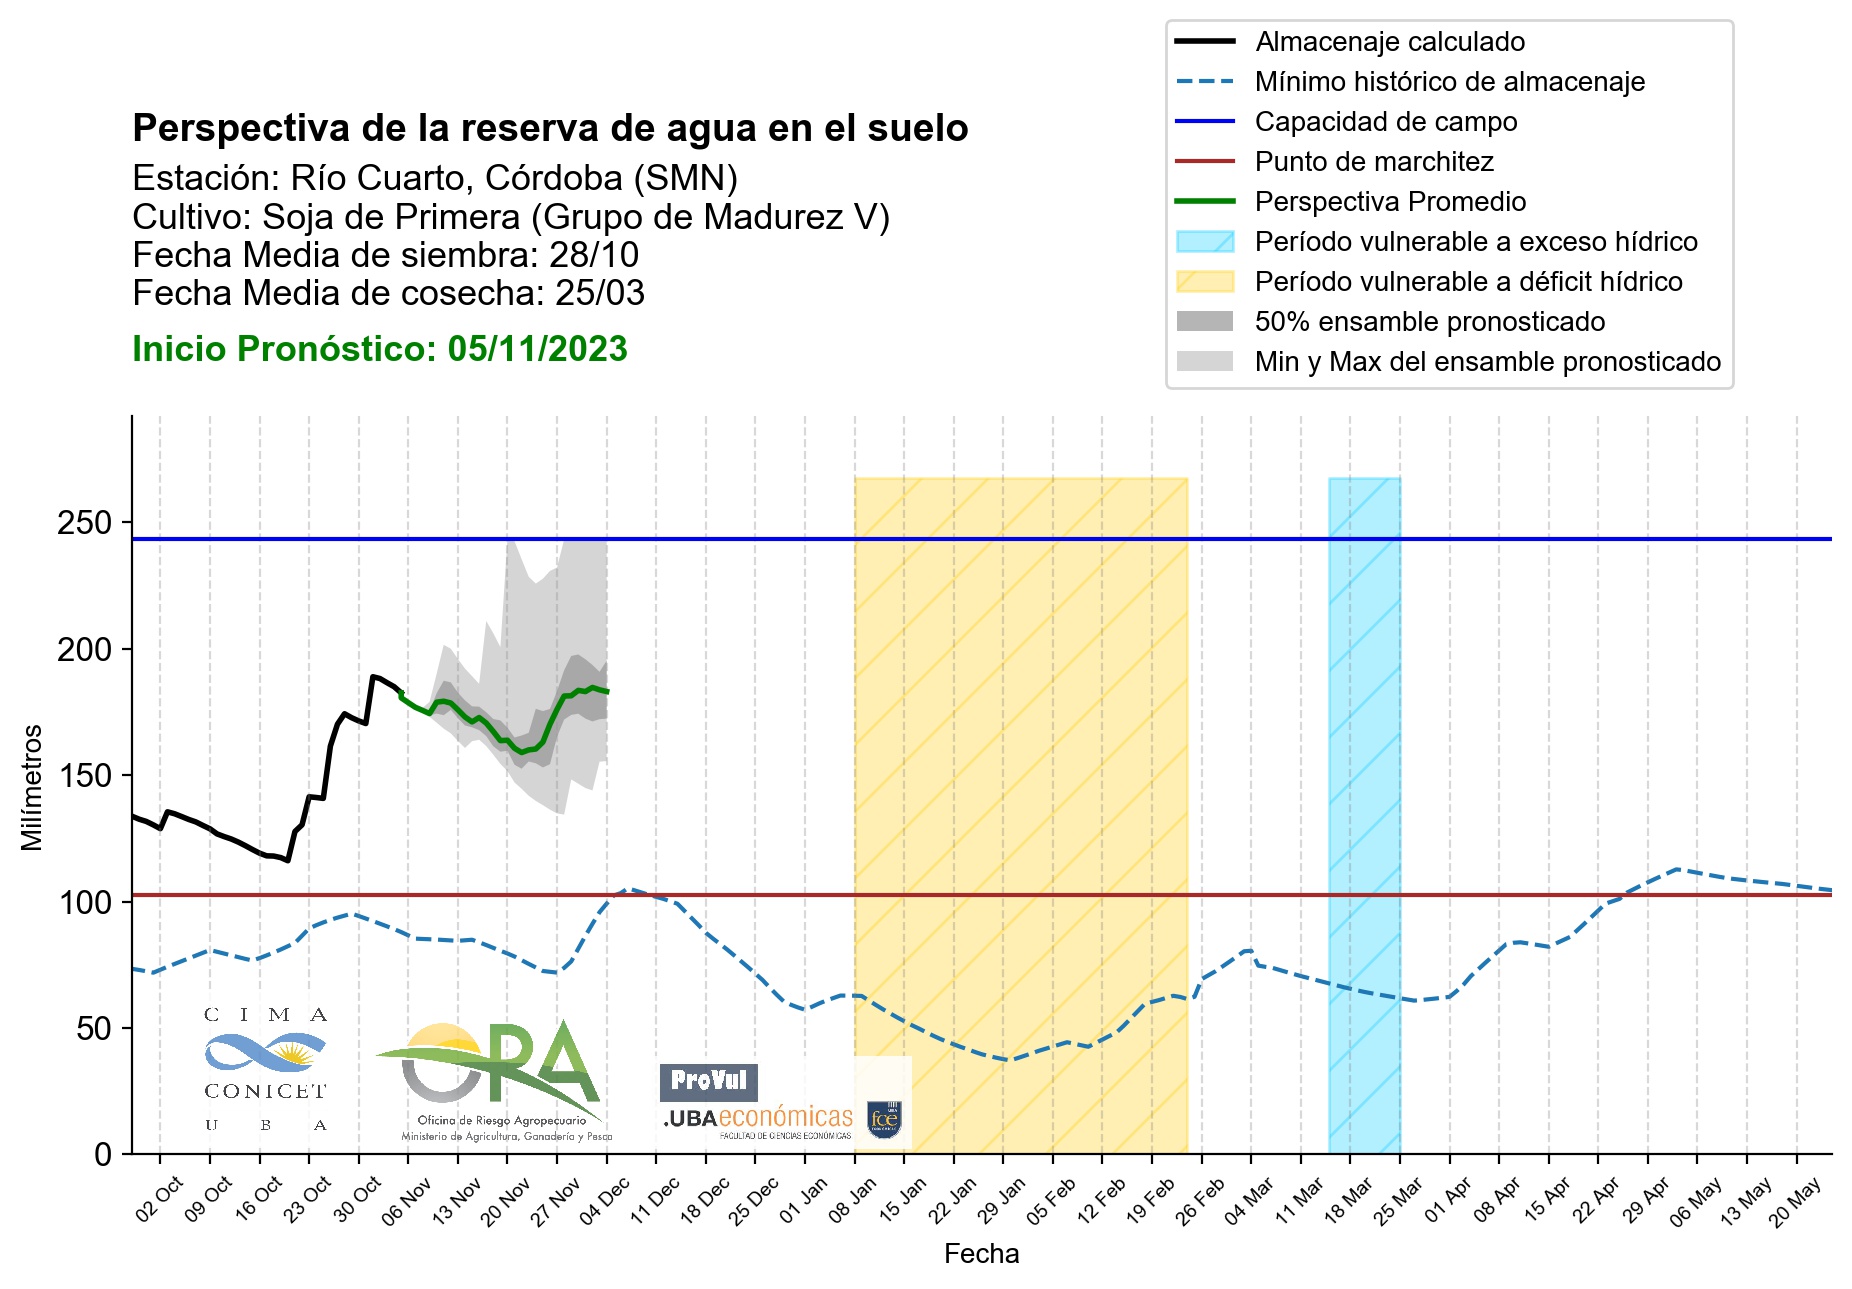 Almacenaje calculado
Mínimo histórico de almacenaje
Capacidad de campo
Punto de marchitez
Perspectiva Promedio
Período vulnerable a exceso hídrico
Período vulnerable a déficit hídrico
50% ensamble pronosticado
Min y Max del ensamble pronosticado
Perspectiva de la reserva de agua en el suelo
Estación: Río Cuarto, Córdoba (SMN)
Cultivo: Soja de Primera (Grupo de Madurez V)
Fecha Media de siembra: 28/10
Fecha Media de cosecha: 25/03
Inicio Pronóstico: 05/11/2023
Milímetros
250
200
150
100
50
0
CIMA
CONICET
UBA
ORA
Oficina de Riesgo Agropecuario
Ministerio de Agricultura, Ganadería y Pesca
ProVul
.UBAeconómicas
FACULTAD DE CIENCIAS ECONÓMICAS
fce
02 Oct
09 Oct
16 Oct
23 Oct
30 Oct
06 Nov
13 Nov
20 Nov
27 Nov
04 Dec
11 Dec
18 Dec
25 Dec
01 Jan
08 Jan
15 Jan
22 Jan
29 Jan
05 Feb
12 Feb
19 Feb
26 Feb
04 Mar
11 Mar
18 Mar
25 Mar
01 Apr
08 Apr
15 Apr
22 Apr
29 Apr
06 May
13 May
20 May
Fecha